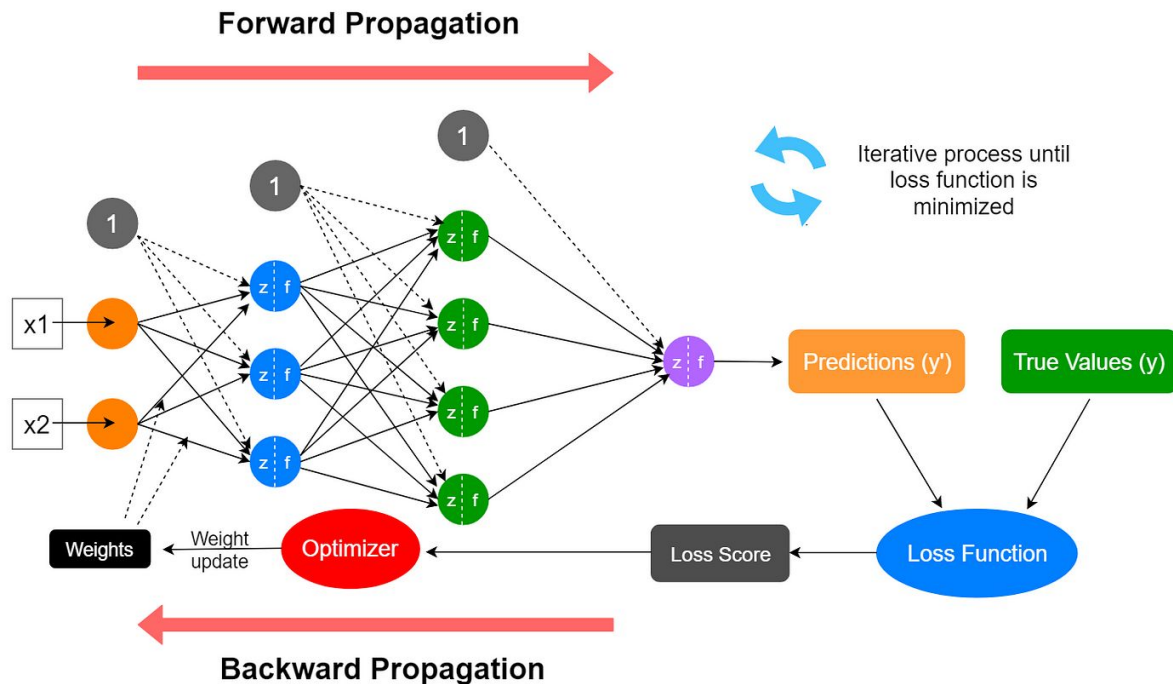 Forward Propagation
1
Iterative process until
loss function is
minimized
1
1
z f
z f
x1
z f
z f
z f
Predictions (y')
True Values (y)
x2
z f
z f
z f
Weights
Weight
update
Optimizer
Loss Score
Loss Function
Backward Propagation